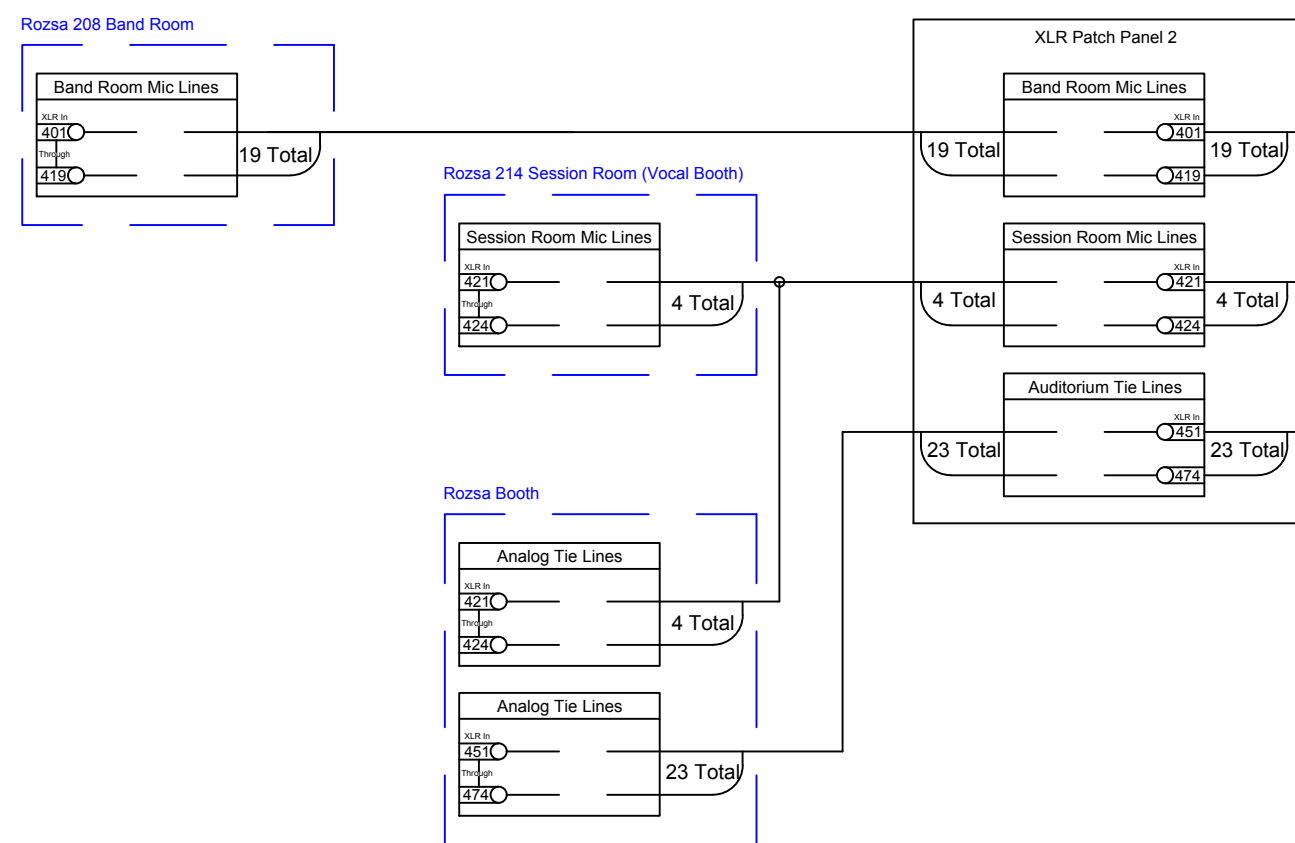 Rozsa 208 Band Room
Band Room Mic Lines
XLR In
401
Through
419
19 Total
Rozsa 214 Session Room (Vocal Booth)
Session Room Mic Lines
XLR In
421
Through
424
4 Total
Rozsa Booth
Analog Tie Lines
XLR In
421
Through
424
4 Total
Analog Tie Lines
XLR In
451
Through
474
23 Total
XLR Patch Panel 2
Band Room Mic Lines
19 Total
XLR In
401
419
19 Total
Session Room Mic Lines
4 Total
XLR In
421
424
4 Total
Auditorium Tie Lines
23 Total
XLR In
451
474
23 Total